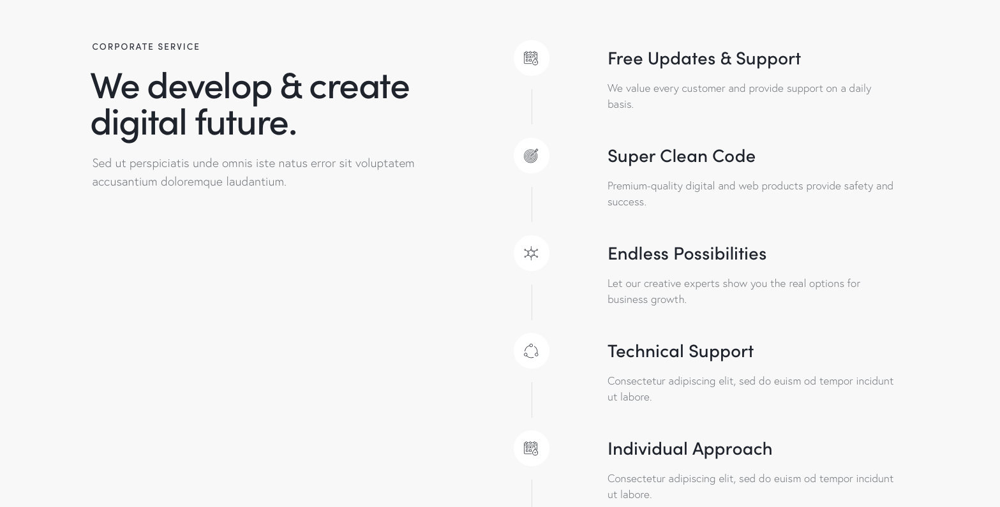 CORPORATE SERVICE
We develop & create
digital future.
Sed ut perspiciatis unde omnis iste natus error sit voluptatem
accusantium doloremque laudantium.
Free Updates & Support
We value every customer and provide support on a daily
basis.
Super Clean Code
Premium-quality digital and web products provide safety and
success.
Endless Possibilities
Let our creative experts show you the real options for
business growth.
Technical Support
Consectetur adipiscing elit, sed do euism od tempor incidunt
ut labore.
Individual Approach
Consectetur adipiscing elit, sed do euism od tempor incidunt
ut labore.